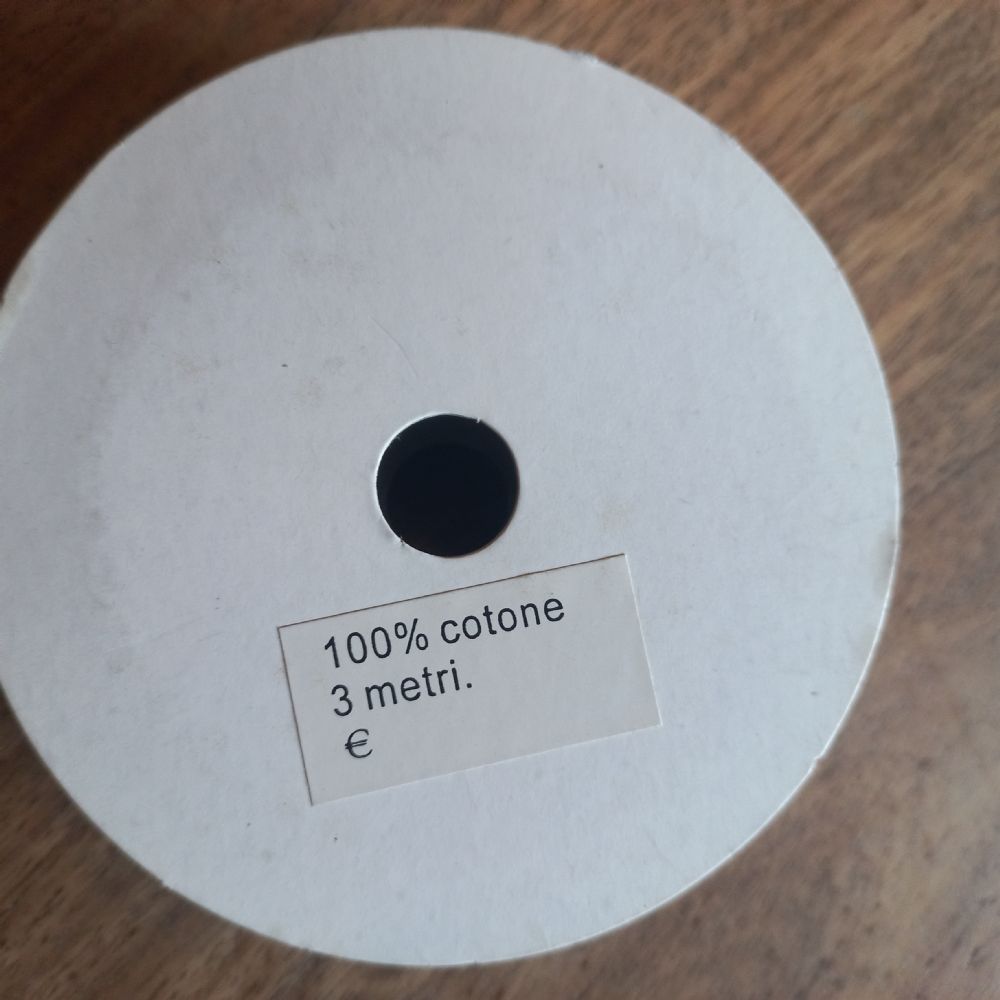 100% cotone
3 metri.
€